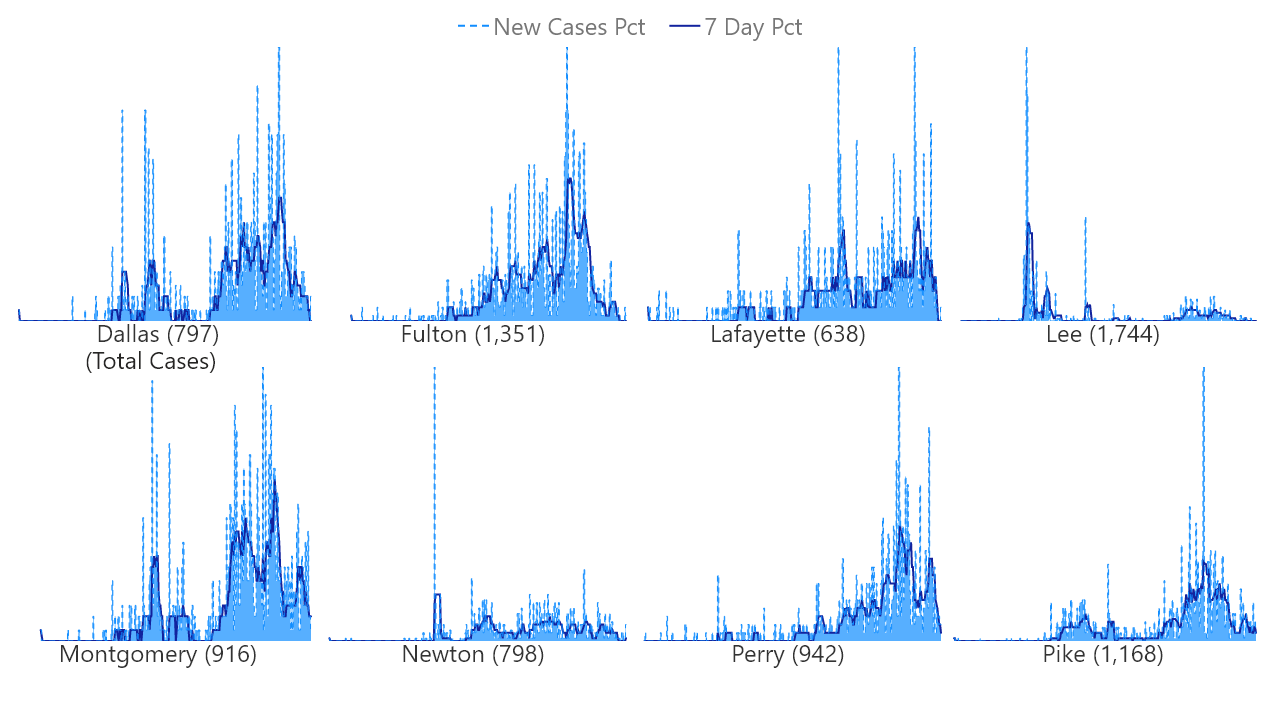 New Cases Pct 7 Day Pct
Dallas (797)
(Total Cases)
Fulton (1,351)
Lafayette (638)
Lee (1,744)
Montgomery (916)
Newton (798)
Perry (942)
Pike (1,168)